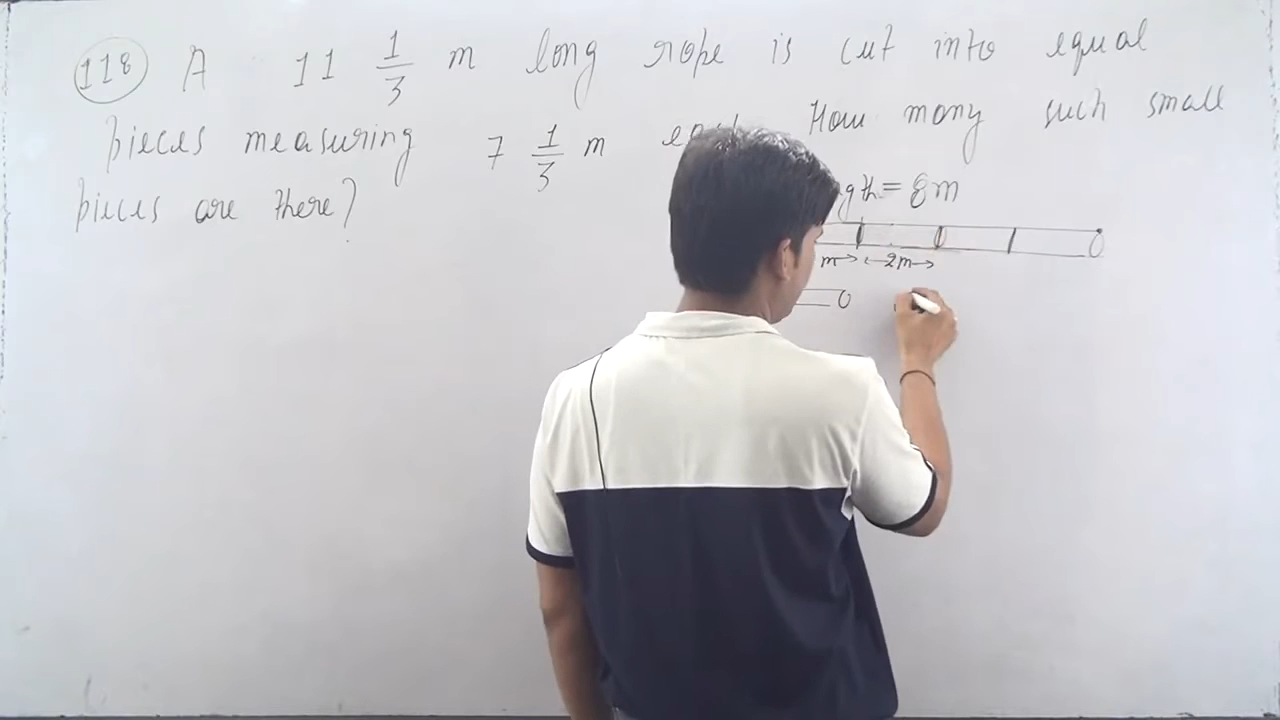 118 A 11 1/3 m long rope is cut into equal
pieces measuring 7 1/3 m How many such small
pieces are there?
= 8m
m 2m